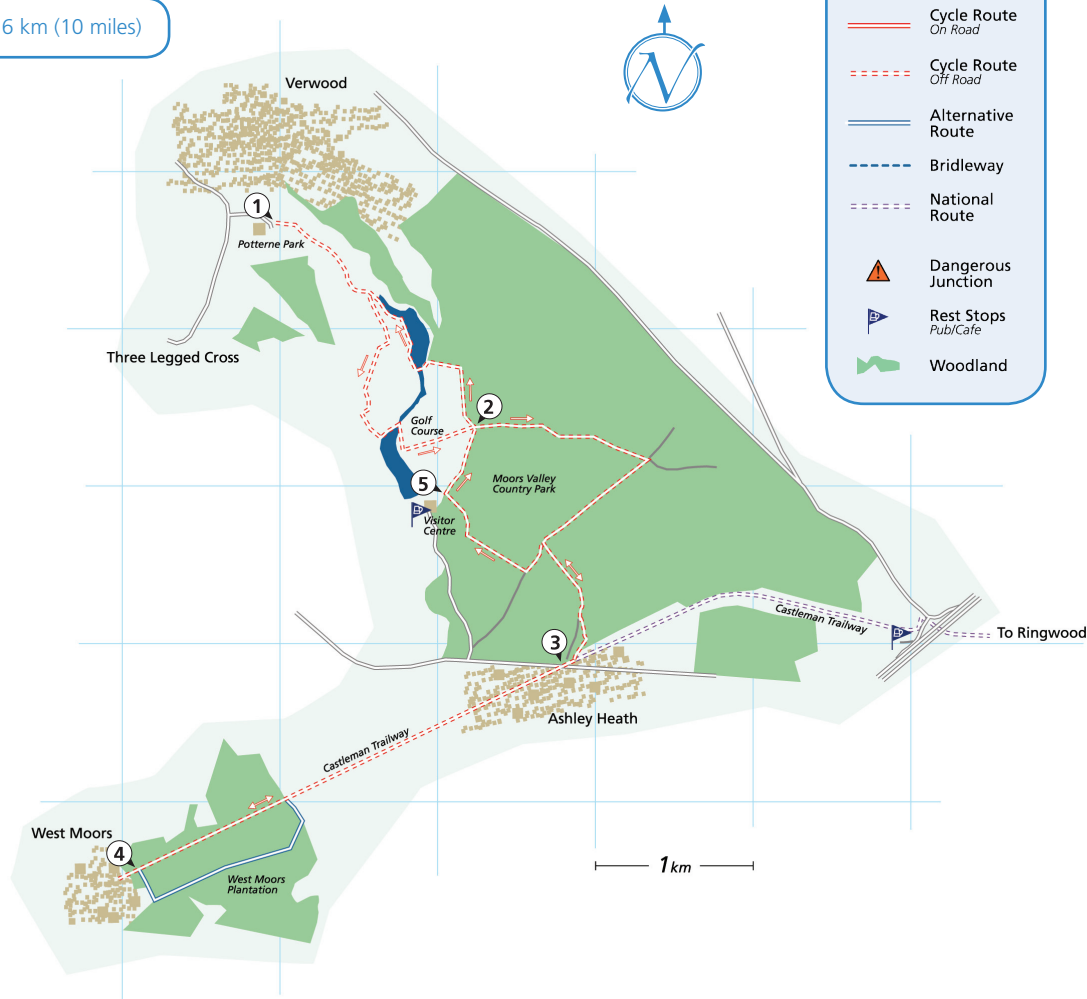 6 km (10 miles)
N
Cycle Route
On Road
Cycle Route
Off Road
Alternative
Route
Bridleway
National
Route
Dangerous
Junction
Rest Stops
Pub/Cafe
Woodland
Verwood
1
Potterne Park
Three Legged Cross
2
Golf
Course
5
Moors Valley
Country Park
Visitor
Centre
Castleman Trailway
To Ringwood
3
Ashley Heath
Castleman Trailway
West Moors
4
West Moors
Plantation
1km